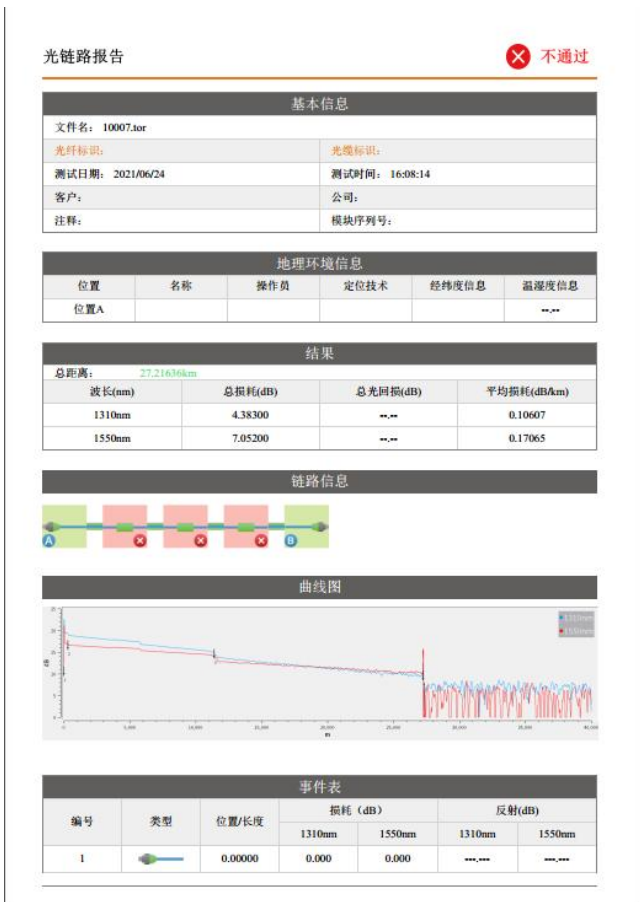 光链路报告
不通过
基本信息
文件名： 10007.tor
光纤标识： 光缆标识：
测试日期： 2021/06/24 测试时间： 16:08:14
客户： 公司：
注释： 模块序列号：
地理环境信息
位置 名称 操作员 定位技术 经纬度信息 温湿度信息
位置A --.--
结果
总距离： 27.21636km
波长(nm) 总损耗(dB) 总光回损(dB) 平均损耗(dB/km)
1310nm 4.38300 --.-- 0.10607
1550nm 7.05200 --.-- 0.17065
链路信息
A B
曲线图
1310nm
1550nm
dB
m
事件表
编号 类型 位置/长度 损耗（dB） 反射(dB)
1310nm 1550nm 1310nm 1550nm
1 0.00000 0.000 0.000 ---.--- ---.---